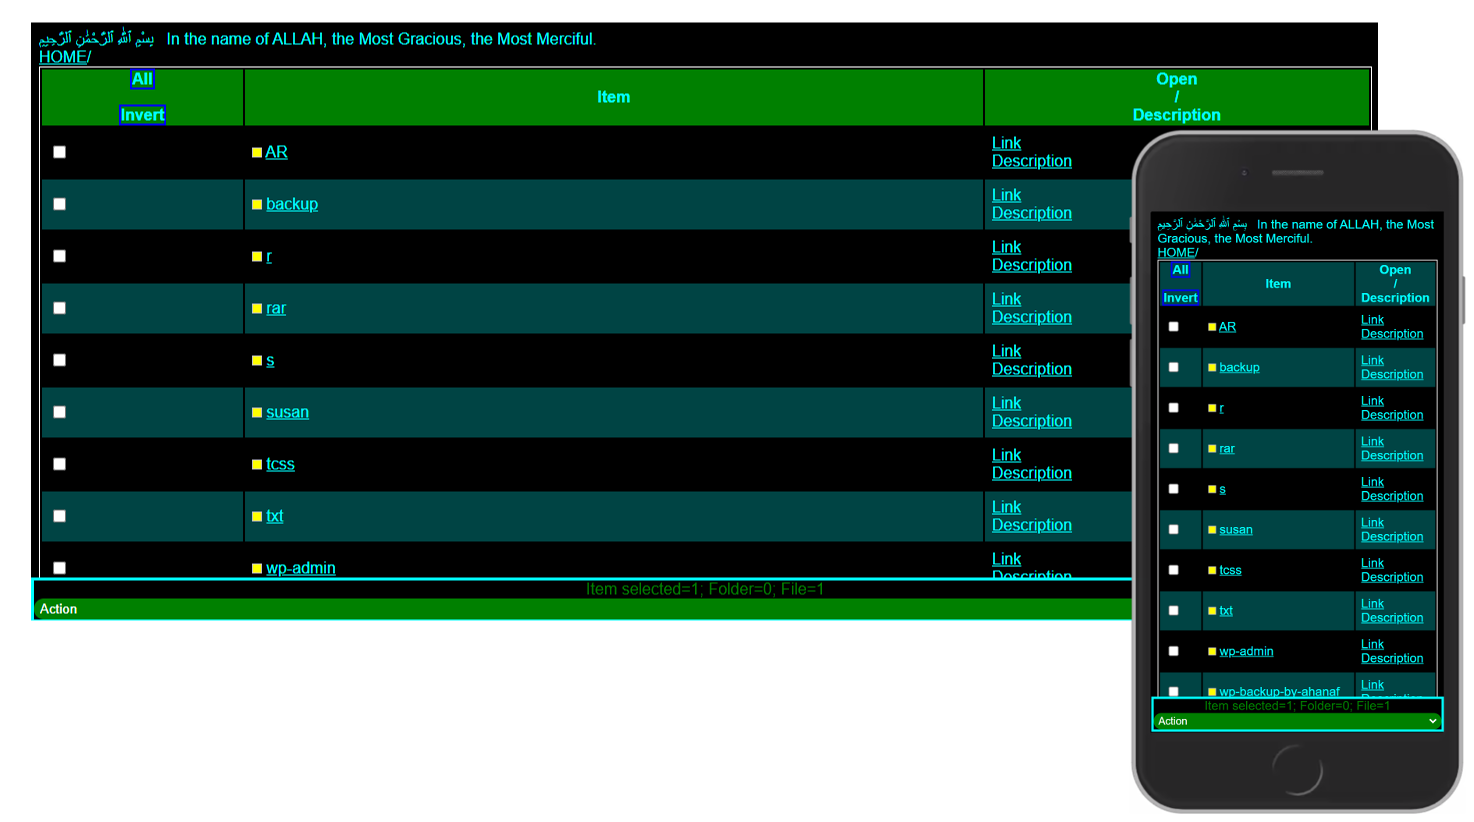 بِسْمِ ٱللَّٰهِ ٱلرَّحْمَٰنِ ٱلرَّحِيمِ In the name of ALLAH, the Most Gracious, the Most Merciful.
HOME/
All
Invert
Item
Open
/
Description
AR
Link
Description
backup
Link
Description
r
Link
Description
rar
Link
Description
s
Link
Description
susan
Link
Description
tcss
Link
Description
txt
Link
Description
wp-admin
Link
Description
Item selected=1; Folder=0; File=1
Action
بِسْمِ ٱللَّٰهِ ٱلرَّحْمَٰنِ ٱلرَّحِيمِ In the name of ALLAH, the Most
Gracious, the Most Merciful.
HOME/
All
Invert
Item
Open
/
Description
AR
Link
Description
backup
Link
Description
r
Link
Description
rar
Link
Description
s
Link
Description
susan
Link
Description
tcss
Link
Description
txt
Link
Description
wp-admin
Link
Description
wp-backup-by-ahanaf
Link
Description
Item selected=1; Folder=0; File=1
Action